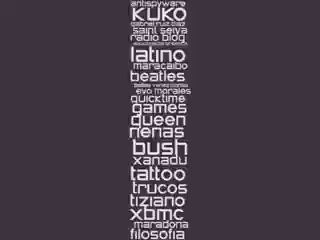 antispyware
KUKO
gabriel ruiz diaz
saint seiya
radio blog
latino
maracaibo
beatles
evo morales
quicktime
games
queen
nenas
bush
xanadu
tattoo
trucos
tiziano
xbmc
maradona
filosofia